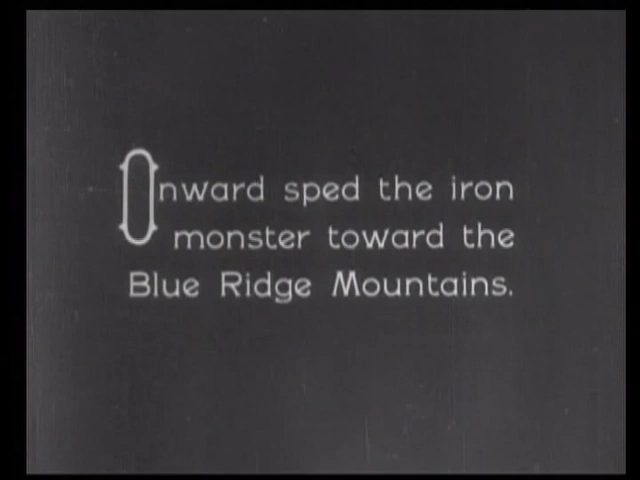 Onward sped the iron
monster toward the
Blue Ridge Mountains.